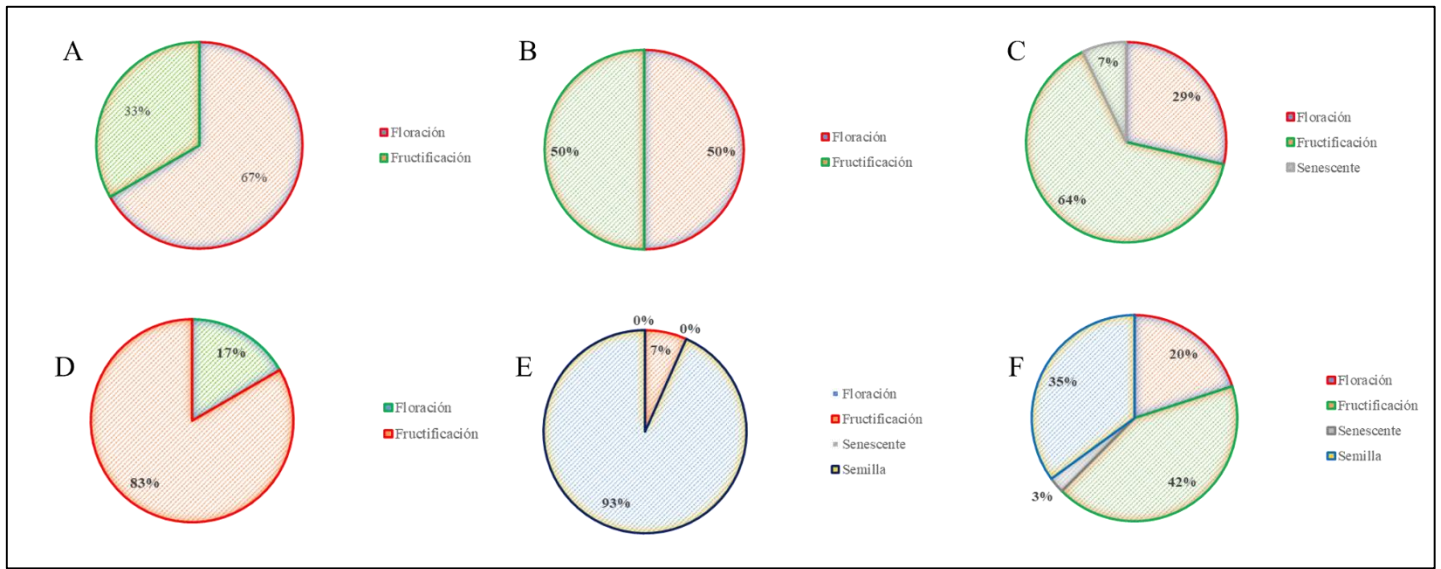 A
33%
67%
Floración
Fructificación
B
50%
50%
Floración
Fructificación
C
7%
29%
64%
Floración
Fructificación
Senescente
D
17%
83%
Floración
Fructificación
E
0%
0%
7%
93%
Floración
Fructificación
Senescente
Semilla
F
20%
35%
42%
3%
Floración
Fructificación
Senescente
Semilla